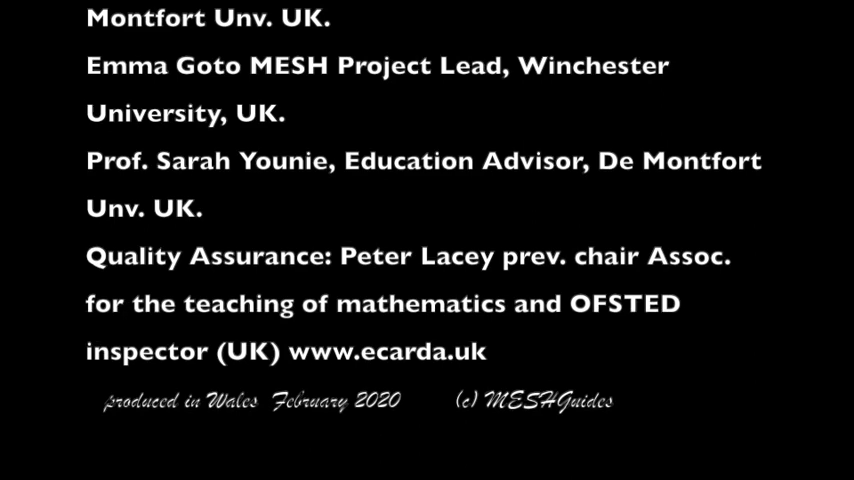 Montfort Unv. UK.
Emma Goto MESH Project Lead, Winchester
University, UK.
Prof. Sarah Younie, Education Advisor, De Montfort
Unv. UK.
Quality Assurance: Peter Lacey prev. chair Assoc.
for the teaching of mathematics and OFSTED
inspector (UK) www.ecarda.uk
produced in Wales February 2020 (c) MESHGuides